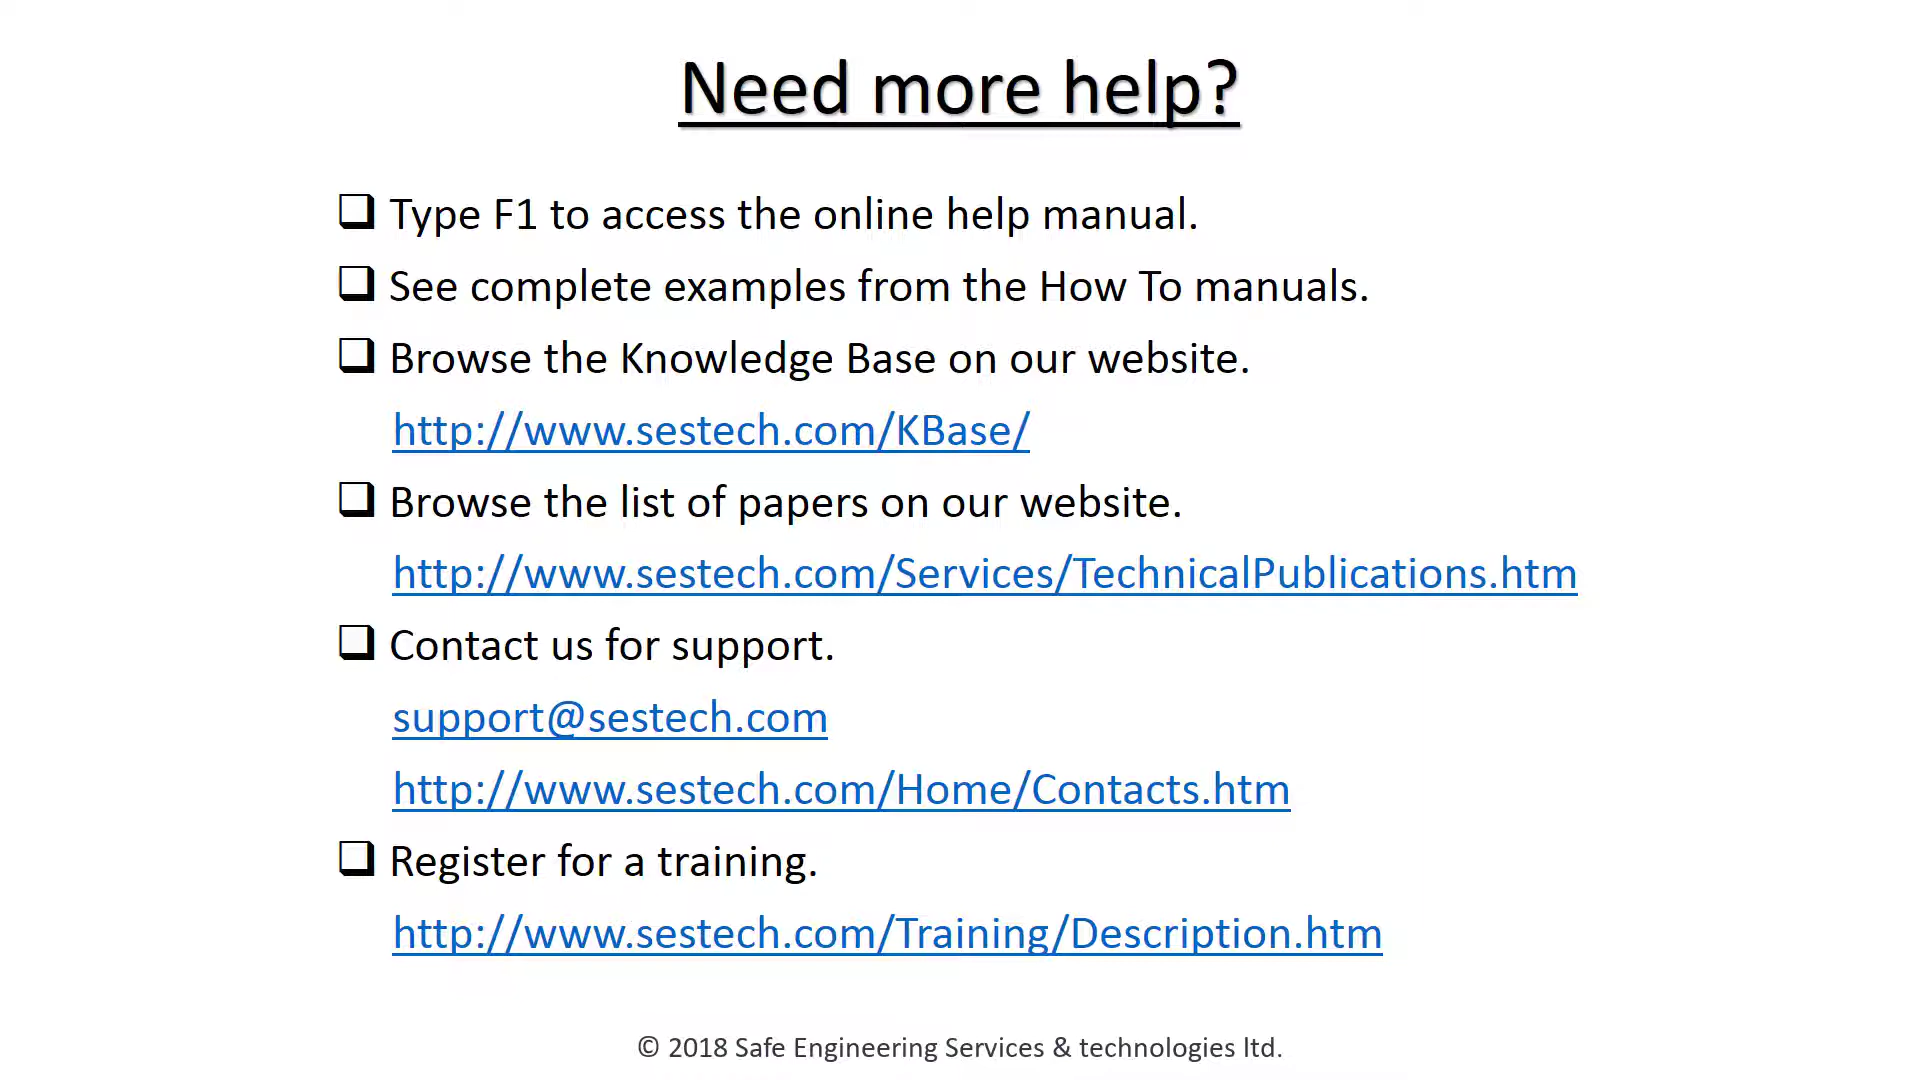 Need more help?
❑ Type F1 to access the online help manual.
❑ See complete examples from the How To manuals.
❑ Browse the Knowledge Base on our website.
http://www.sestech.com/KBase/
❑ Browse the list of papers on our website.
http://www.sestech.com/Services/TechnicalPublications.htm
❑ Contact us for support.
support@sestech.com
http://www.sestech.com/Home/Contacts.htm
❑ Register for a training.
http://www.sestech.com/Training/Description.htm
© 2018 Safe Engineering Services & technologies ltd.